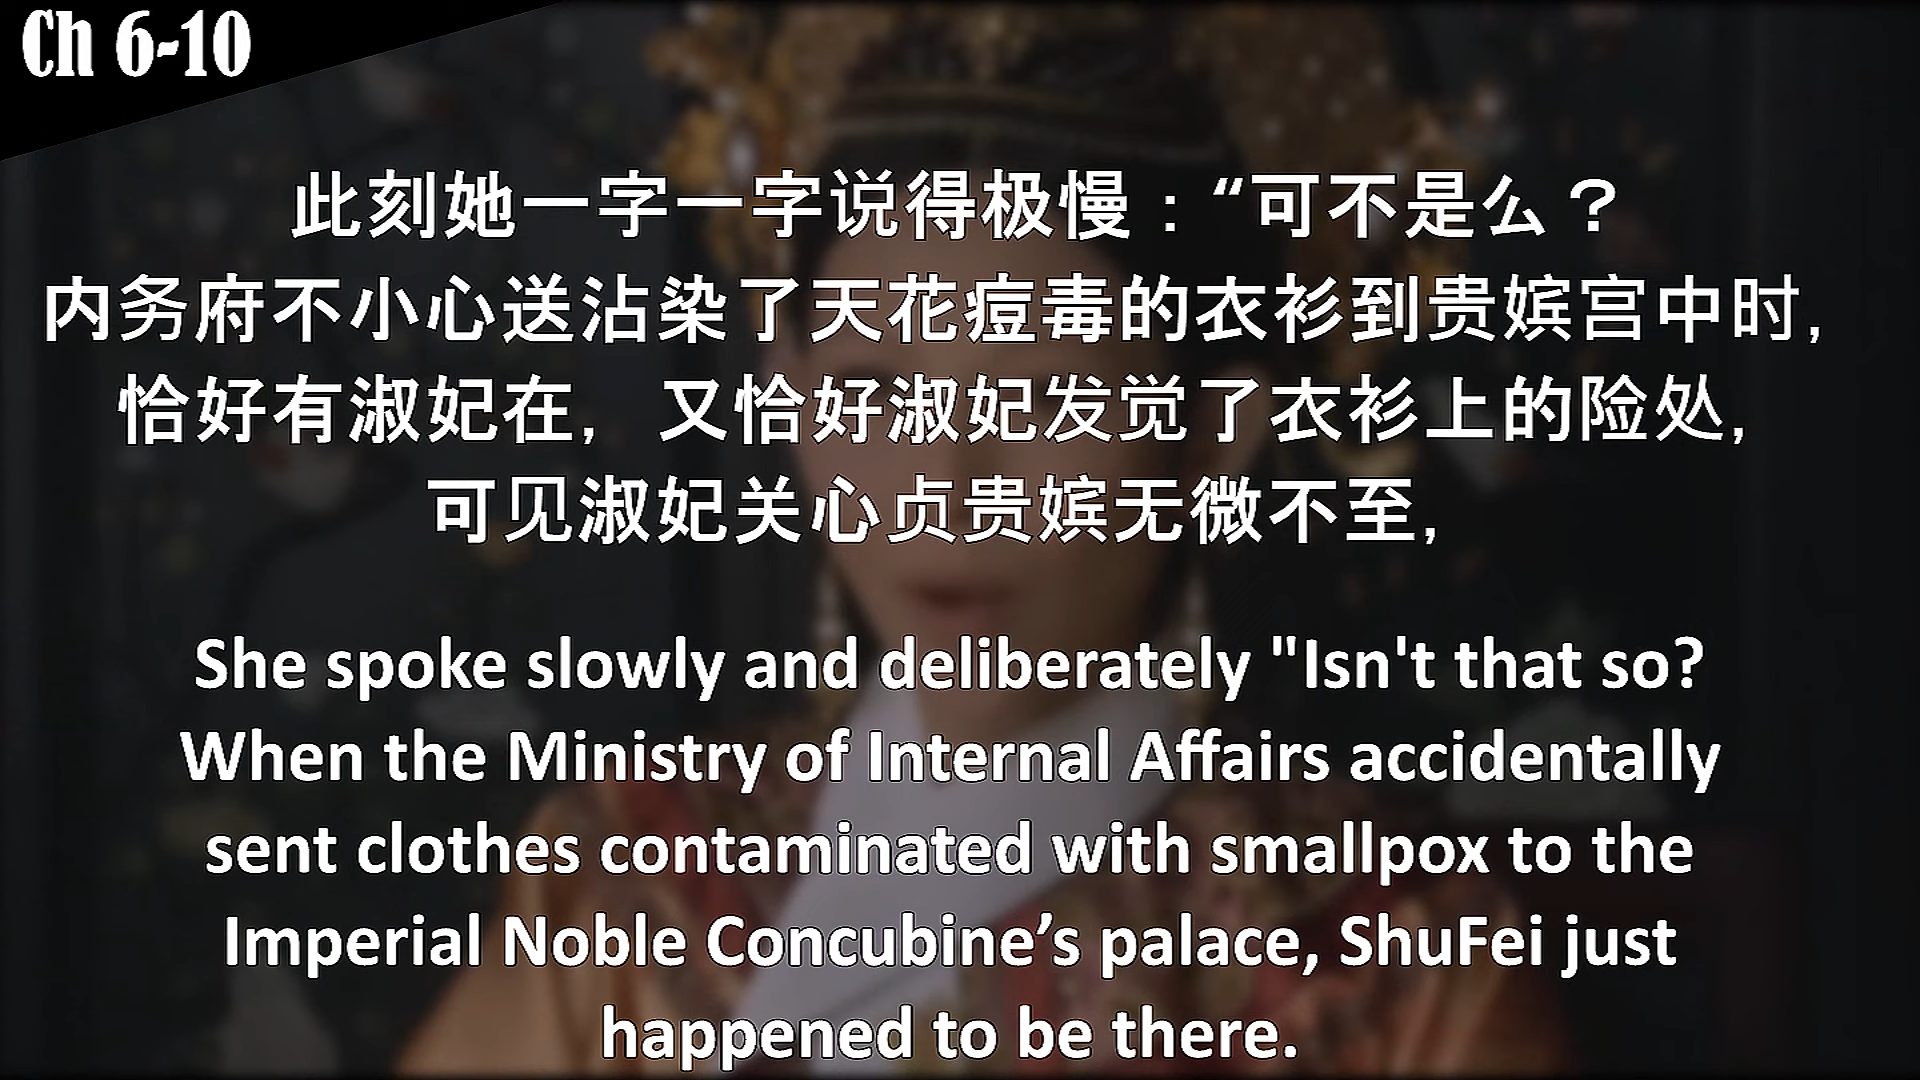 Ch 6-10
此刻她一字一字说得极慢：“可不是么？
内务府不小心送沾染了天花痘毒的衣衫到贵嫔宫中时,
恰好有淑妃在, 又恰好淑妃发觉了衣衫上的险处,
可见淑妃关心贞贵嫔无微不至,
She spoke slowly and deliberately "Isn't that so?
When the Ministry of Internal Affairs accidentally
sent clothes contaminated with smallpox to the
Imperial Noble Concubine’s palace, ShuFei just
happened to be there.